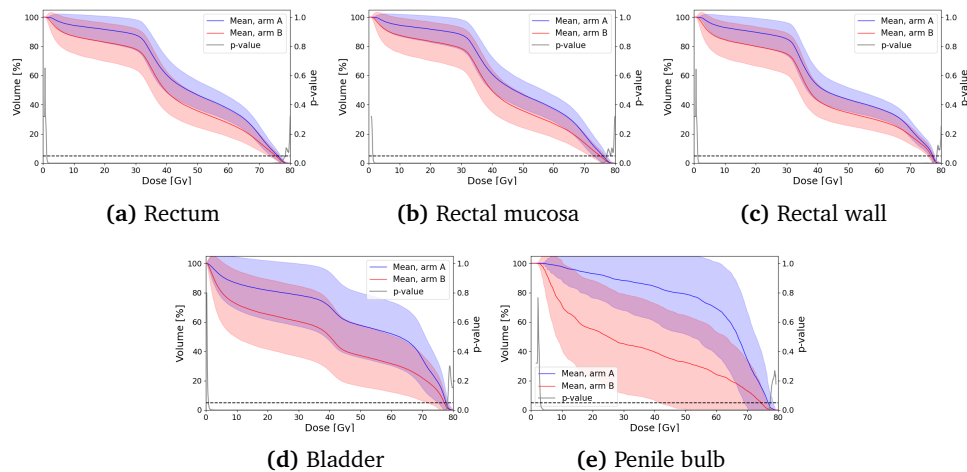 Volume [%]
100
80
60
40
20
0
0 10 20 30 40 50 60 70 80
Dose [Gy]
1.0
0.8
0.6
0.4
0.2
0.0
p-value
Mean, arm A
Mean, arm B
p-value
(a) Rectum
Volume [%]
100
80
60
40
20
0
0 10 20 30 40 50 60 70 80
Dose [Gy]
1.0
0.8
0.6
0.4
0.2
0.0
p-value
Mean, arm A
Mean, arm B
p-value
(b) Rectal mucosa
Volume [%]
100
80
60
40
20
0
0 10 20 30 40 50 60 70 80
Dose [Gy]
1.0
0.8
0.6
0.4
0.2
0.0
p-value
Mean, arm A
Mean, arm B
p-value
(c) Rectal wall
Volume [%]
100
80
60
40
20
0
0 10 20 30 40 50 60 70 80
Dose [Gy]
1.0
0.8
0.6
0.4
0.2
0.0
p-value
Mean, arm A
Mean, arm B
p-value
(d) Bladder
Volume [%]
100
80
60
40
20
0
0 10 20 30 40 50 60 70 80
Dose [Gy]
1.0
0.8
0.6
0.4
0.2
0.0
p-value
Mean, arm A
Mean, arm B
p-value
(e) Penile bulb